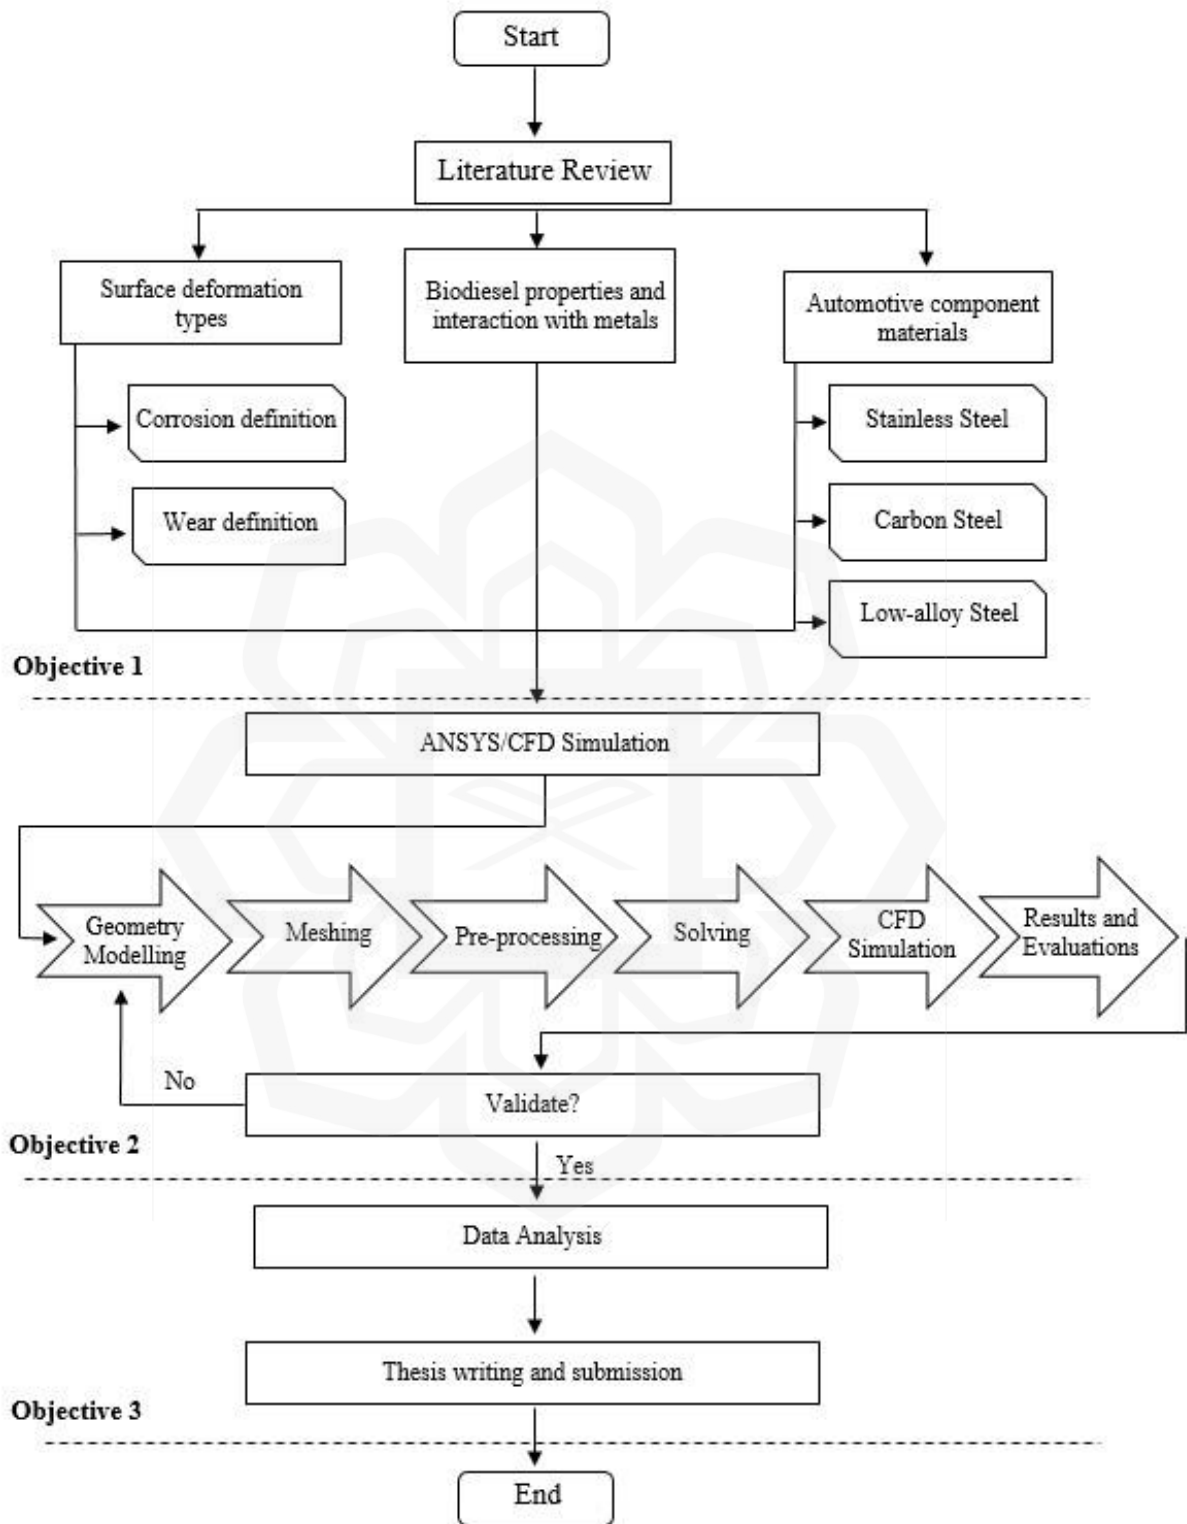 Start
Literature Review
Surface deformation
types
Biodiesel properties and
interaction with metals
Automotive component
materials
Corrosion definition
Stainless Steel
Wear definition
Carbon Steel
Low-alloy Steel
Objective 1
ANSYS/CFD Simulation
Geometry
Modelling
Meshing
Pre-processing
Solving
CFD
Simulation
Results and
Evaluations
No
Validate?
Objective 2
Yes
Data Analysis
Thesis writing and submission
Objective 3
End